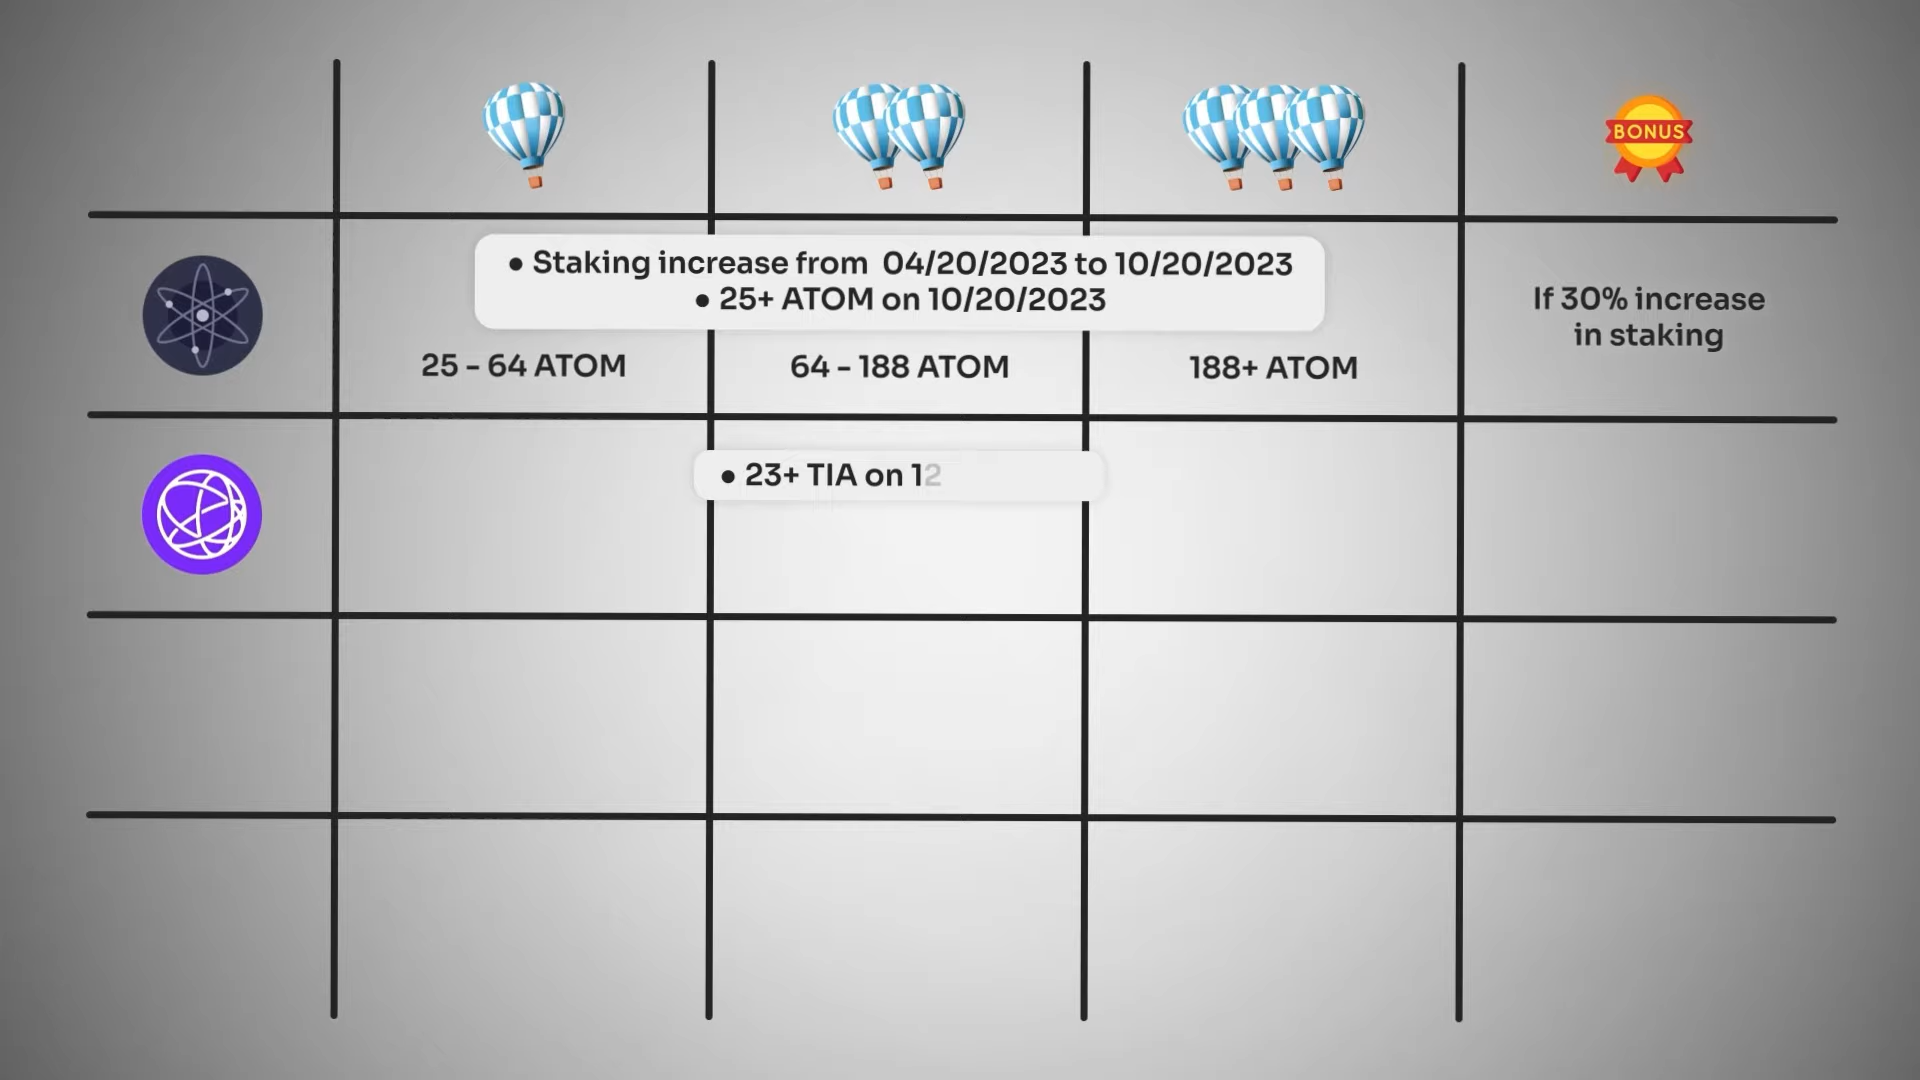 BONUS
• Staking increase from 04/20/2023 to 10/20/2023
• 25+ ATOM on 10/20/2023
If 30% increase
in staking
25 - 64 ATOM
64 - 188 ATOM
188+ ATOM
• 23+ TIA on 12